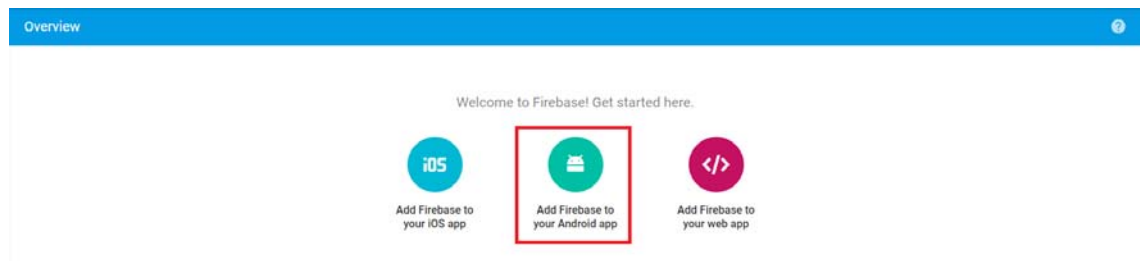 Overview
?
Welcome to Firebase! Get started here.
iOS
</>
Add Firebase to
your iOS app
Add Firebase to
your Android app
Add Firebase to
your web app